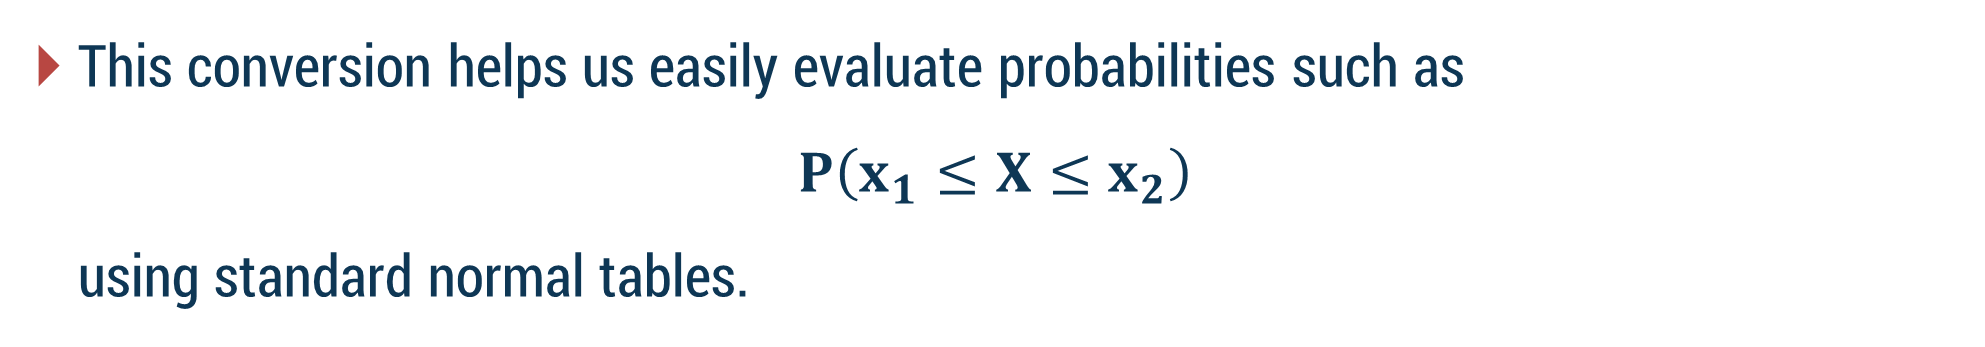 This conversion helps us easily evaluate probabilities such as
P(x₁ ≤ X ≤ x₂)
using standard normal tables.